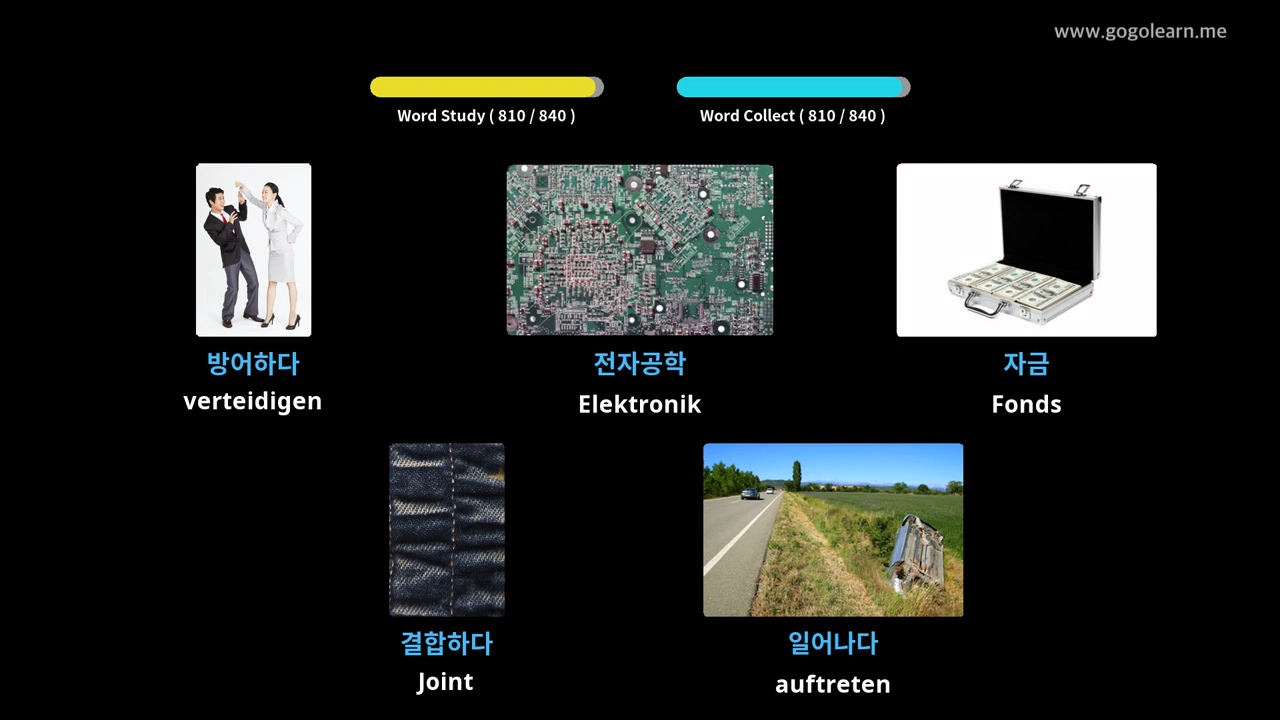 www.gogolearn.me
Word Study ( 810 / 840 )
Word Collect ( 810 / 840 )
방어하다
verteidigen
전자공학
Elektronik
자금
Fonds
결합하다
Joint
일어나다
auftreten